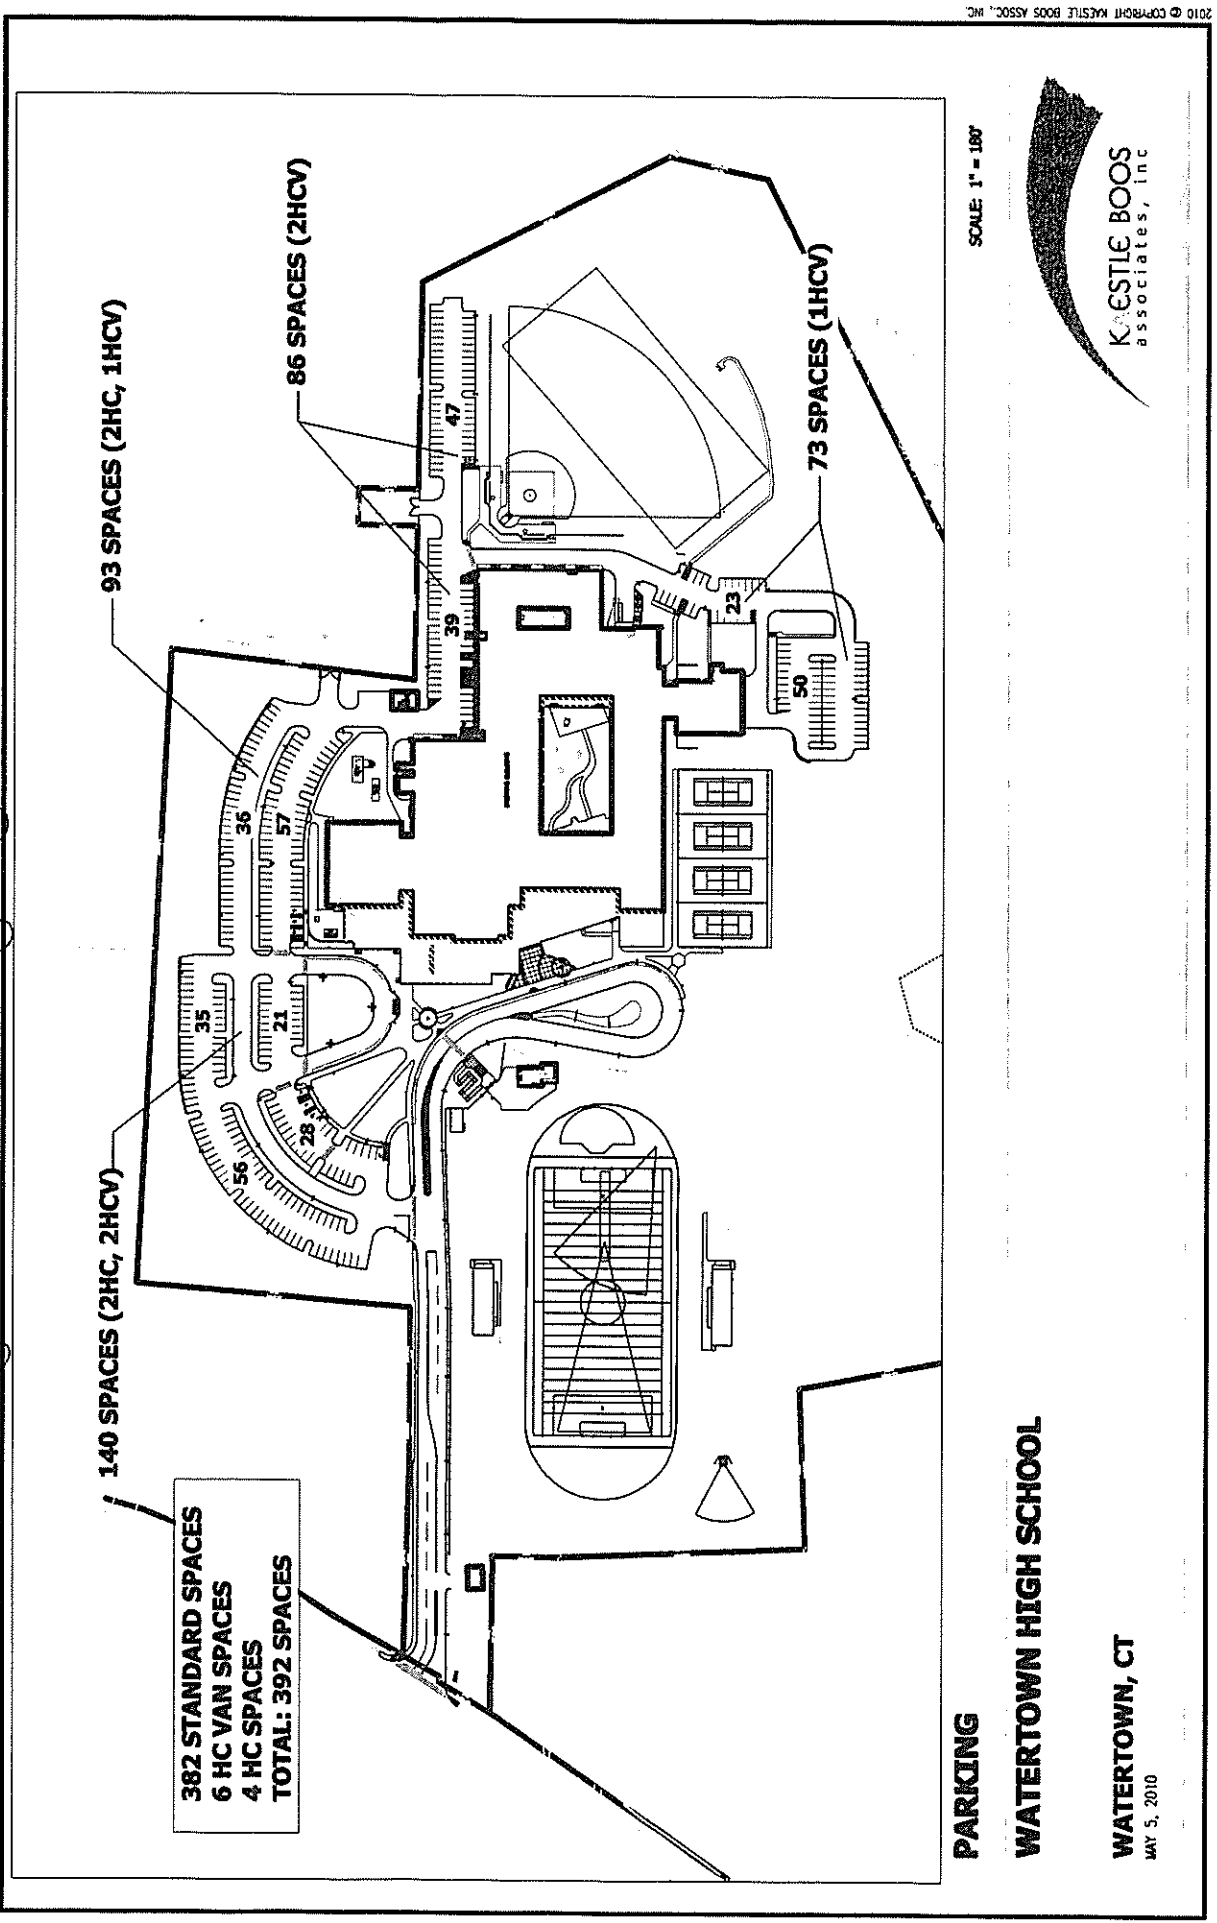 2010 © COPYRIGHT KAESTLE BOOS ASSOC., INC.
382 STANDARD SPACES
6 HC VAN SPACES
4 HC SPACES
TOTAL: 392 SPACES
140 SPACES (2HC, 2HCV)
93 SPACES (2HC, 1HCV)
86 SPACES (2HCV)
73 SPACES (1HCV)
56
35
28
21
36
57
39
47
23
50
PARKING
SCALE: 1" = 180'
WATERTOWN HIGH SCHOOL
WATERTOWN, CT
MAY 5, 2010
KAESTLE BOOS
associates, inc